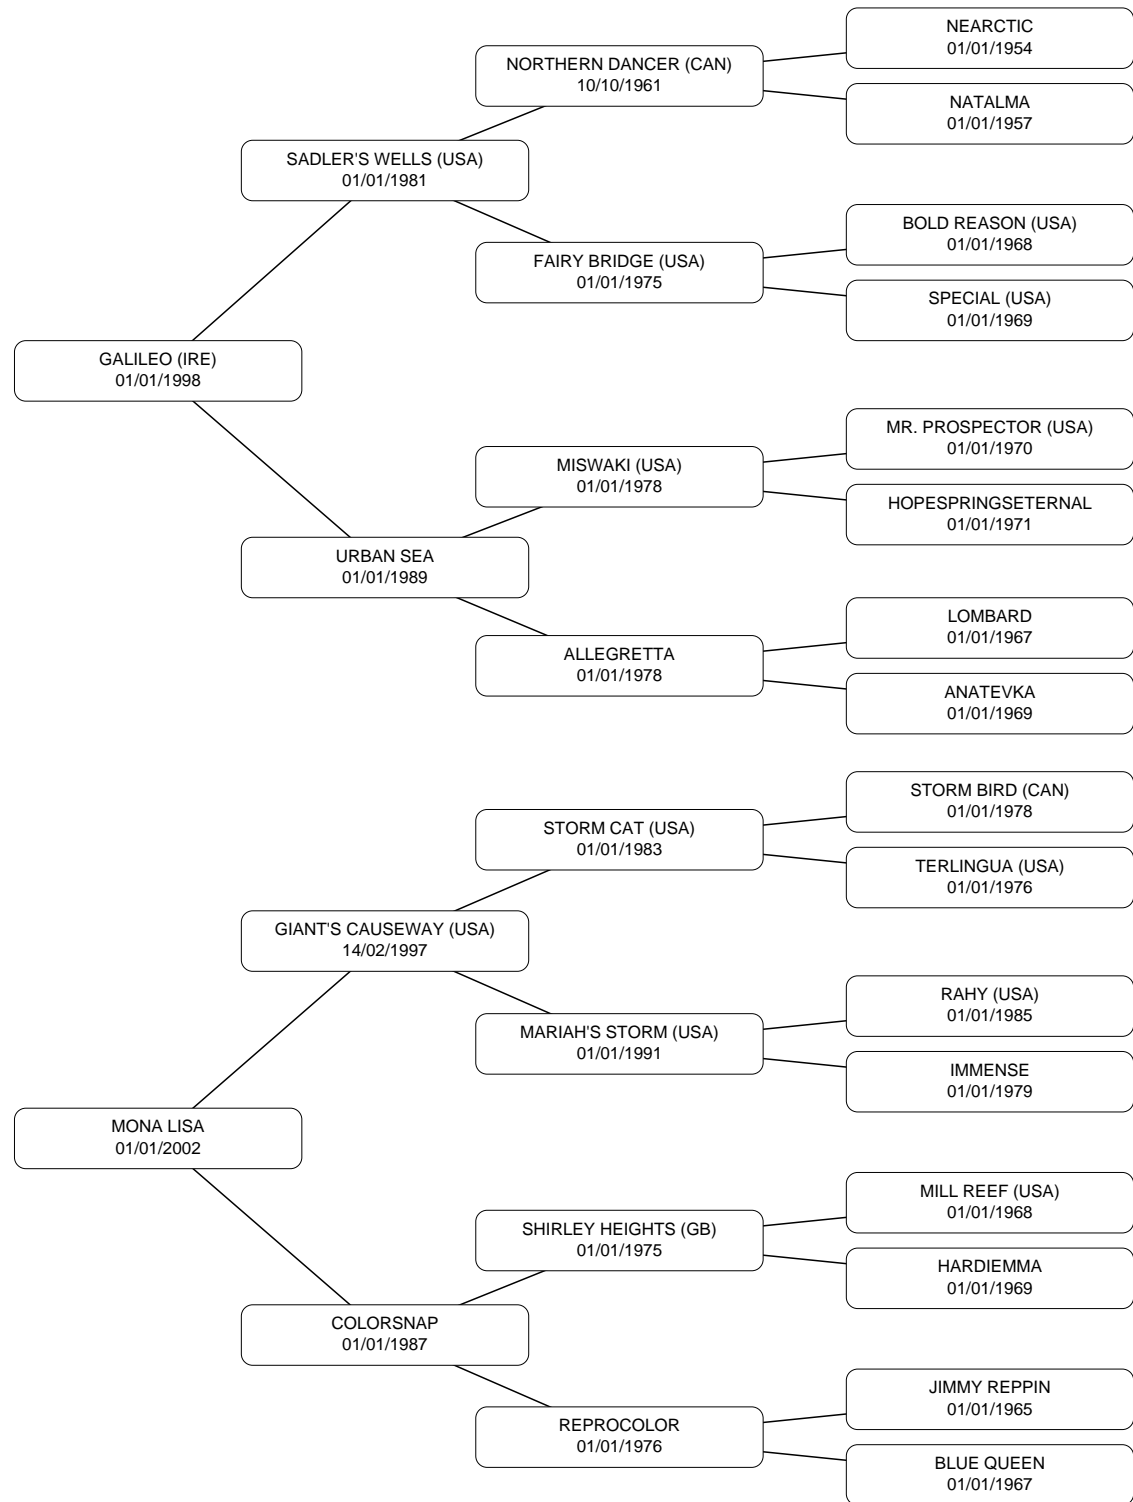 NEARCTIC
01/01/1954
NORTHERN DANCER (CAN)
10/10/1961
NATALMA
01/01/1957
SADLER'S WELLS (USA)
01/01/1981
BOLD REASON (USA)
01/01/1968
FAIRY BRIDGE (USA)
01/01/1975
SPECIAL (USA)
01/01/1969
GALILEO (IRE)
01/01/1998
MR. PROSPECTOR (USA)
01/01/1970
MISWAKI (USA)
01/01/1978
HOPESPRINGSETERNAL
01/01/1971
URBAN SEA
01/01/1989
LOMBARD
01/01/1967
ALLEGRETTA
01/01/1978
ANATEVKA
01/01/1969
STORM BIRD (CAN)
01/01/1978
STORM CAT (USA)
01/01/1983
TERLINGUA (USA)
01/01/1976
GIANT'S CAUSEWAY (USA)
14/02/1997
RAHY (USA)
01/01/1985
MARIAH'S STORM (USA)
01/01/1991
IMMENSE
01/01/1979
MONA LISA
01/01/2002
MILL REEF (USA)
01/01/1968
SHIRLEY HEIGHTS (GB)
01/01/1975
HARDIEMMA
01/01/1969
COLORSNAP
01/01/1987
JIMMY REPPIN
01/01/1965
REPROCOLOR
01/01/1976
BLUE QUEEN
01/01/1967